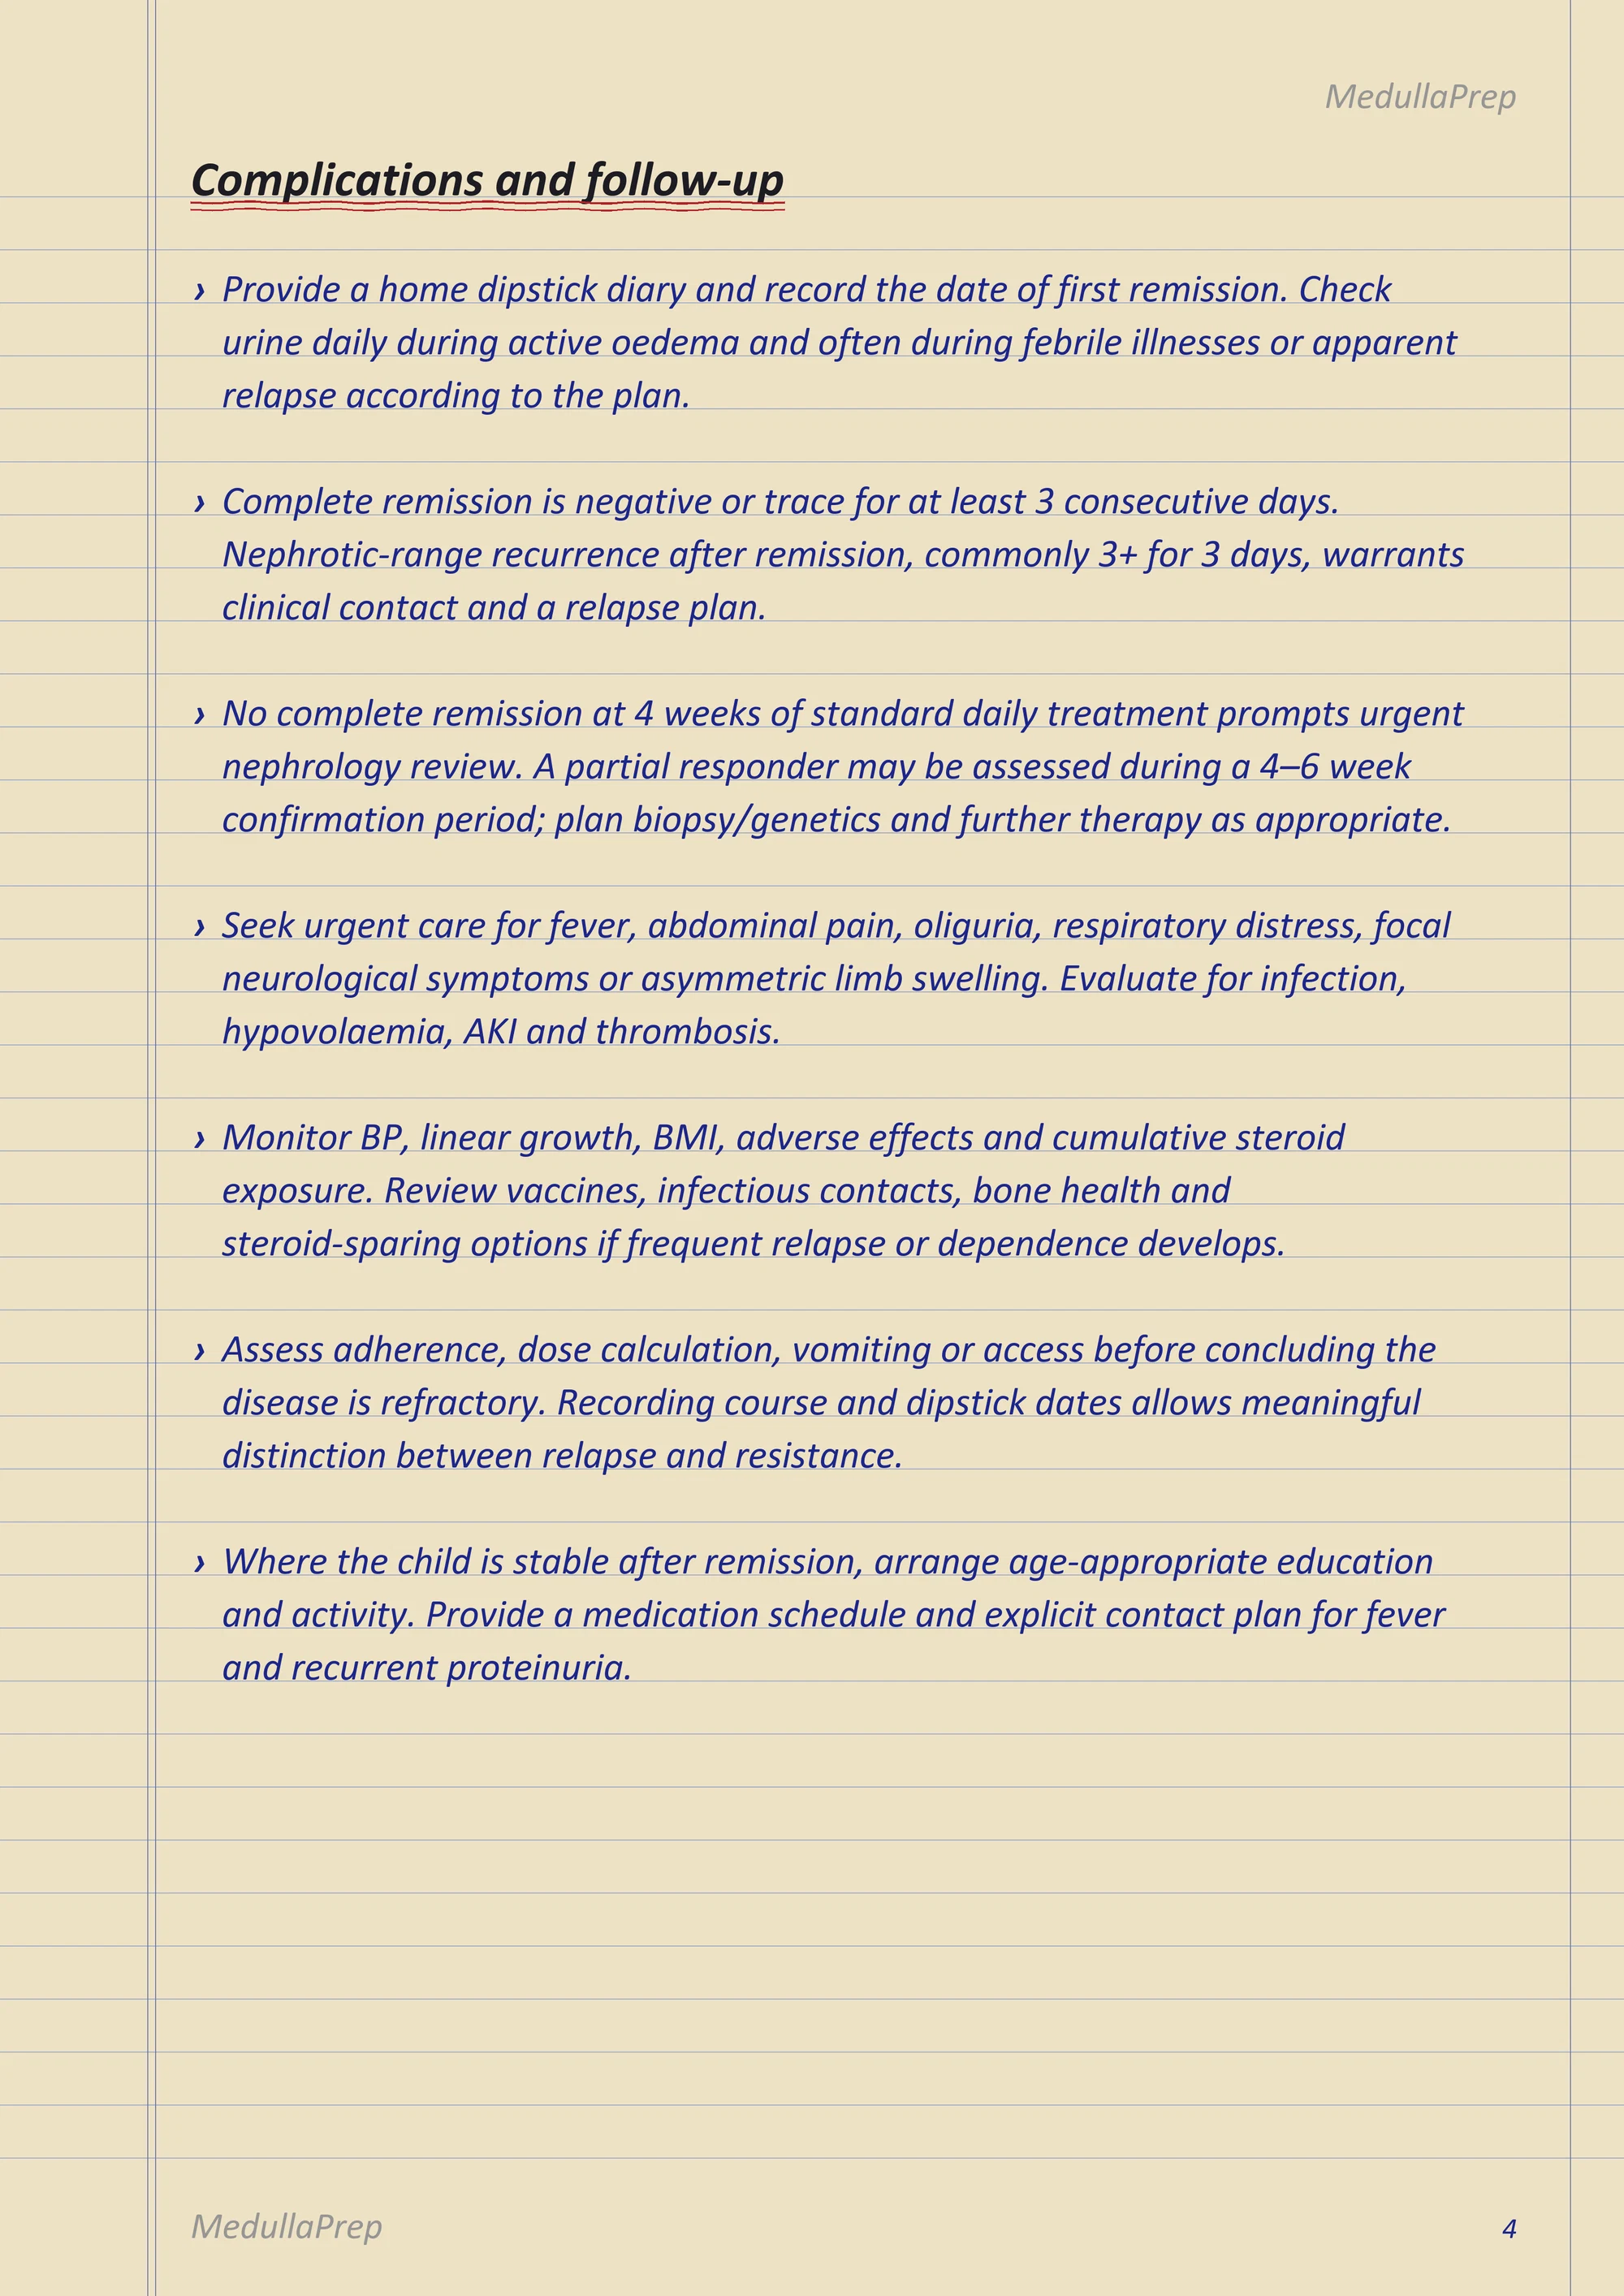 MedullaPrep
Complications and follow-up
› Provide a home dipstick diary and record the date of first remission. Check
urine daily during active oedema and often during febrile illnesses or apparent
relapse according to the plan.
› Complete remission is negative or trace for at least 3 consecutive days.
Nephrotic-range recurrence after remission, commonly 3+ for 3 days, warrants
clinical contact and a relapse plan.
› No complete remission at 4 weeks of standard daily treatment prompts urgent
nephrology review. A partial responder may be assessed during a 4–6 week
confirmation period; plan biopsy/genetics and further therapy as appropriate.
› Seek urgent care for fever, abdominal pain, oliguria, respiratory distress, focal
neurological symptoms or asymmetric limb swelling. Evaluate for infection,
hypovolaemia, AKI and thrombosis.
› Monitor BP, linear growth, BMI, adverse effects and cumulative steroid
exposure. Review vaccines, infectious contacts, bone health and
steroid-sparing options if frequent relapse or dependence develops.
› Assess adherence, dose calculation, vomiting or access before concluding the
disease is refractory. Recording course and dipstick dates allows meaningful
distinction between relapse and resistance.
› Where the child is stable after remission, arrange age-appropriate education
and activity. Provide a medication schedule and explicit contact plan for fever
and recurrent proteinuria.
MedullaPrep
4